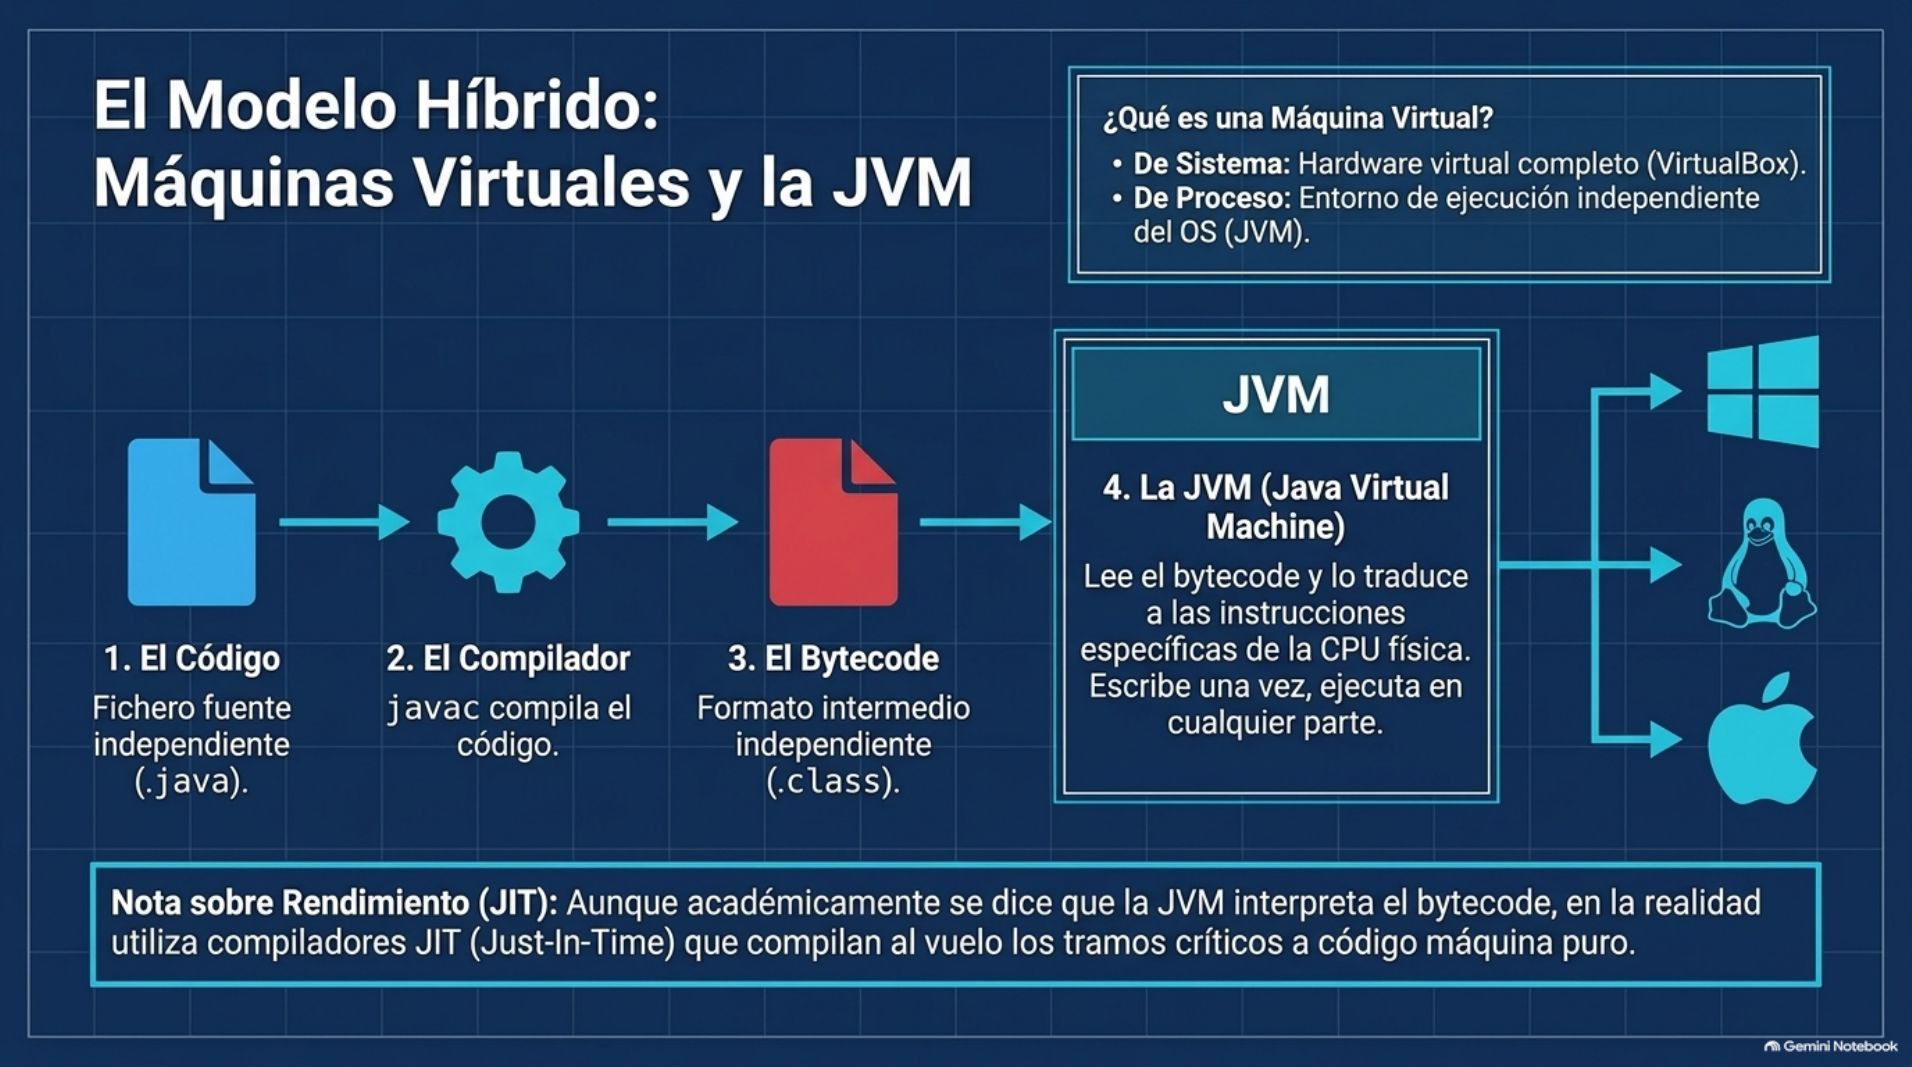 El Modelo Híbrido:
Máquinas Virtuales y la JVM
¿Qué es una Máquina Virtual?
• De Sistema: Hardware virtual completo (VirtualBox).
• De Proceso: Entorno de ejecución independiente
del OS (JVM).
1. El Código
Fichero fuente
independiente
(.java).
2. El Compilador
javac compila el
código.
3. El Bytecode
Formato intermedio
independiente
(.class).
JVM
4. La JVM (Java Virtual
Machine)
Lee el bytecode y lo traduce
a las instrucciones
específicas de la CPU física.
Escribe una vez, ejecuta en
cualquier parte.
Nota sobre Rendimiento (JIT): Aunque académicamente se dice que la JVM interpreta el bytecode, en la realidad
utiliza compiladores JIT (Just-In-Time) que compilan al vuelo los tramos críticos a código máquina puro.
Gemini Notebook